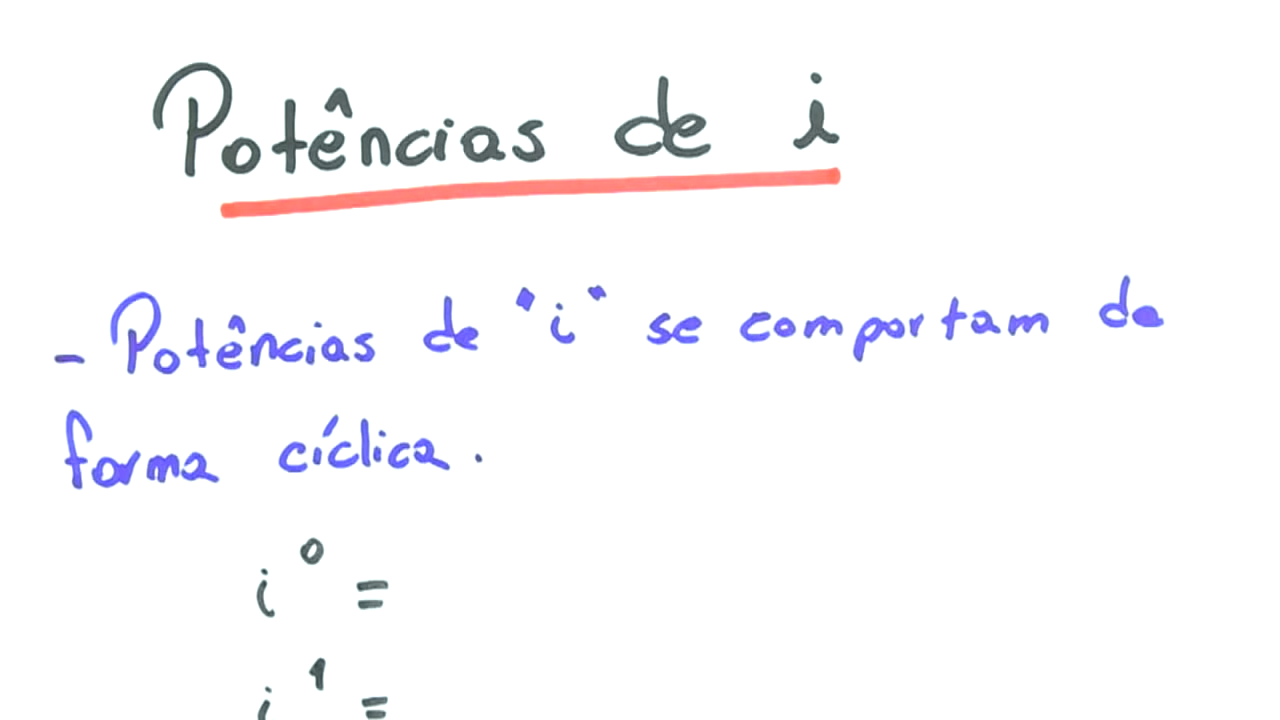 Potências de i
- Potências de "i" se comportam de
forma cíclica.
i⁰ =
i¹ =